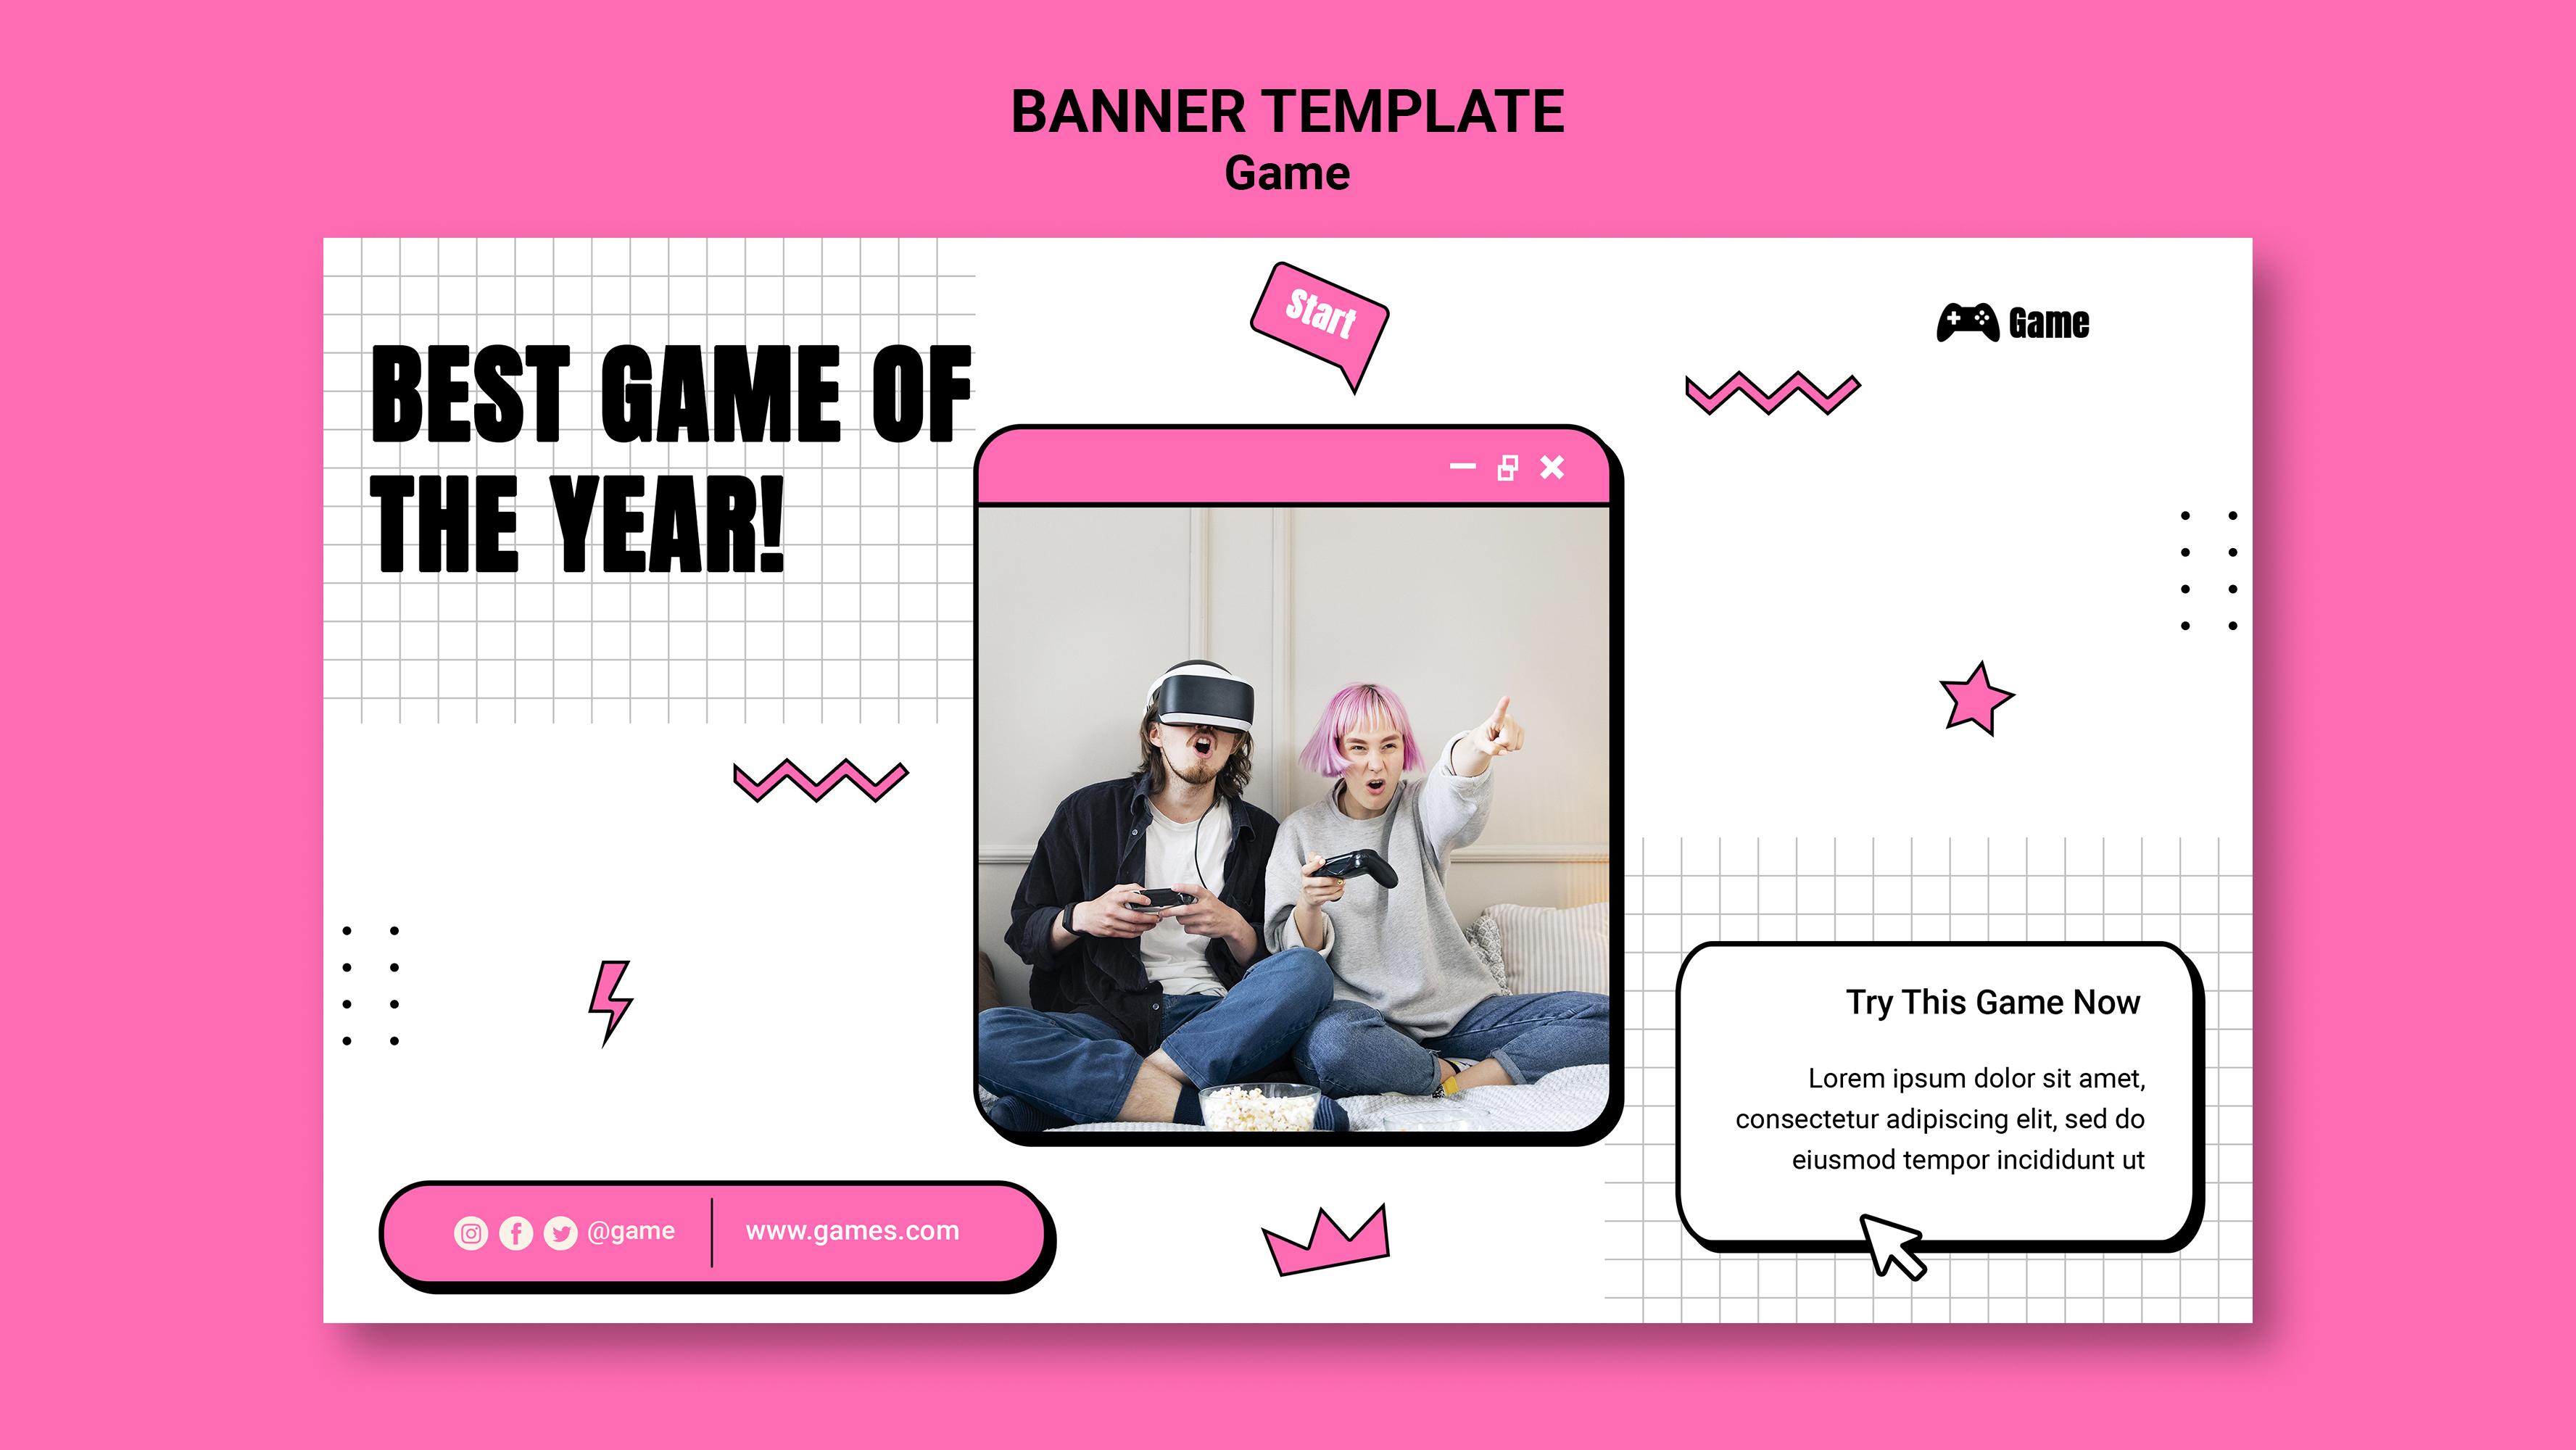 BANNER TEMPLATE
Game
BEST GAME OF
THE YEAR!
Start
Game
Try This Game Now
Lorem ipsum dolor sit amet,
consectetur adipiscing elit, sed do
eiusmod tempor incididunt ut
@game
www.games.com